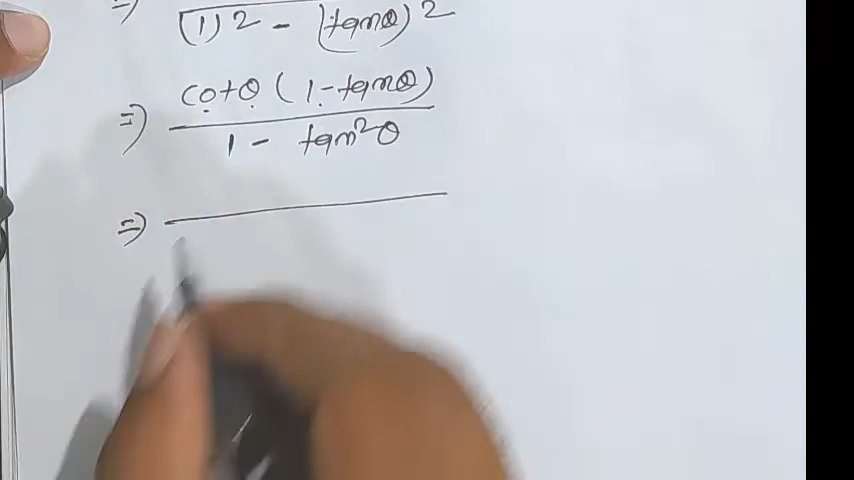 ⇒ (1)² - (tanθ)²
⇒ cotθ (1-tanθ)
1 - tan²θ
⇒